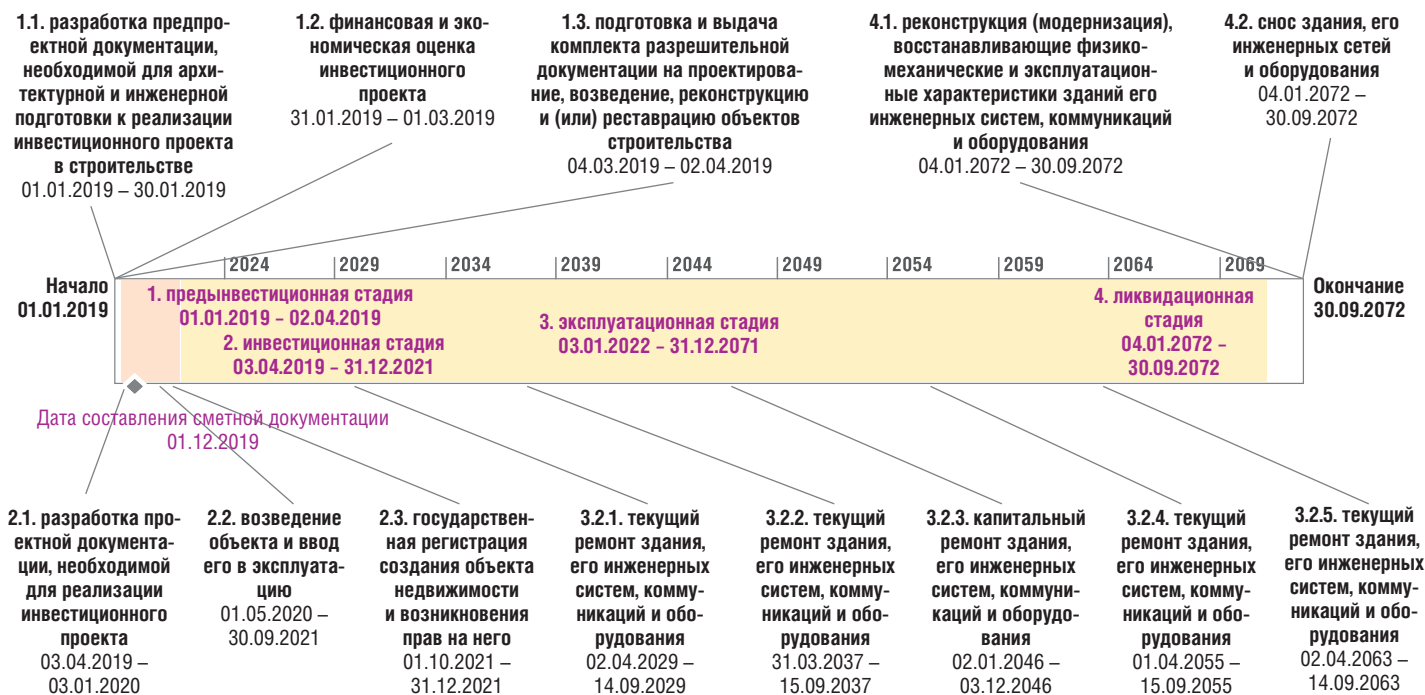 1.1. разработка предпро-
ектной документации,
необходимой для архи-
тектурной и инженерной
подготовки к реализации
инвестиционного проекта
в строительстве
01.01.2019 – 30.01.2019
1.2. финансовая и эко-
номическая оценка
инвестиционного
проекта
31.01.2019 – 01.03.2019
1.3. подготовка и выдача
комплекта разрешительной
документации на проектирова-
ние, возведение, реконструкцию
и (или) реставрацию объектов
строительства
04.03.2019 – 02.04.2019
4.1. реконструкция (модернизация),
восстанавливающие физико-
механические и эксплуатацион-
ные характеристики зданий его
инженерных систем, коммуникаций
и оборудования
04.01.2072 – 30.09.2072
4.2. снос здания, его
инженерных сетей
и оборудования
04.01.2072 –
30.09.2072
2024
2029
2034
2039
2044
2049
2054
2059
2064
2069
Начало
01.01.2019
1. предынвестиционная стадия
01.01.2019 – 02.04.2019
2. инвестиционная стадия
03.04.2019 – 31.12.2021
3. эксплуатационная стадия
03.01.2022 – 31.12.2071
4. ликвидационная
стадия
04.01.2072 –
30.09.2072
Окончание
30.09.2072
Дата составления сметной документации
01.12.2019
2.1. разработка про-
ектной документа-
ции, необходимой
для реализации
инвестиционного
проекта
03.04.2019 –
03.01.2020
2.2. возведение
объекта и ввод
его в эксплуата-
цию
01.05.2020 –
30.09.2021
2.3. государствен-
ная регистрация
создания объекта
недвижимости
и возникновения
прав на него
01.10.2021 –
31.12.2021
3.2.1. текущий
ремонт здания,
его инженерных
систем, комму-
никаций и обо-
рудования
02.04.2029 –
14.09.2029
3.2.2. текущий
ремонт здания,
его инженерных
систем, комму-
никаций и обо-
рудования
31.03.2037 –
15.09.2037
3.2.3. капитальный
ремонт здания,
его инженерных
систем, коммуни-
каций и оборудо-
вания
02.01.2046 –
03.12.2046
3.2.4. текущий
ремонт здания,
его инженерных
систем, комму-
никаций и обо-
рудования
01.04.2055 –
15.09.2055
3.2.5. текущий
ремонт здания,
его инженерных
систем, комму-
никаций и обо-
рудования
02.04.2063 –
14.09.2063